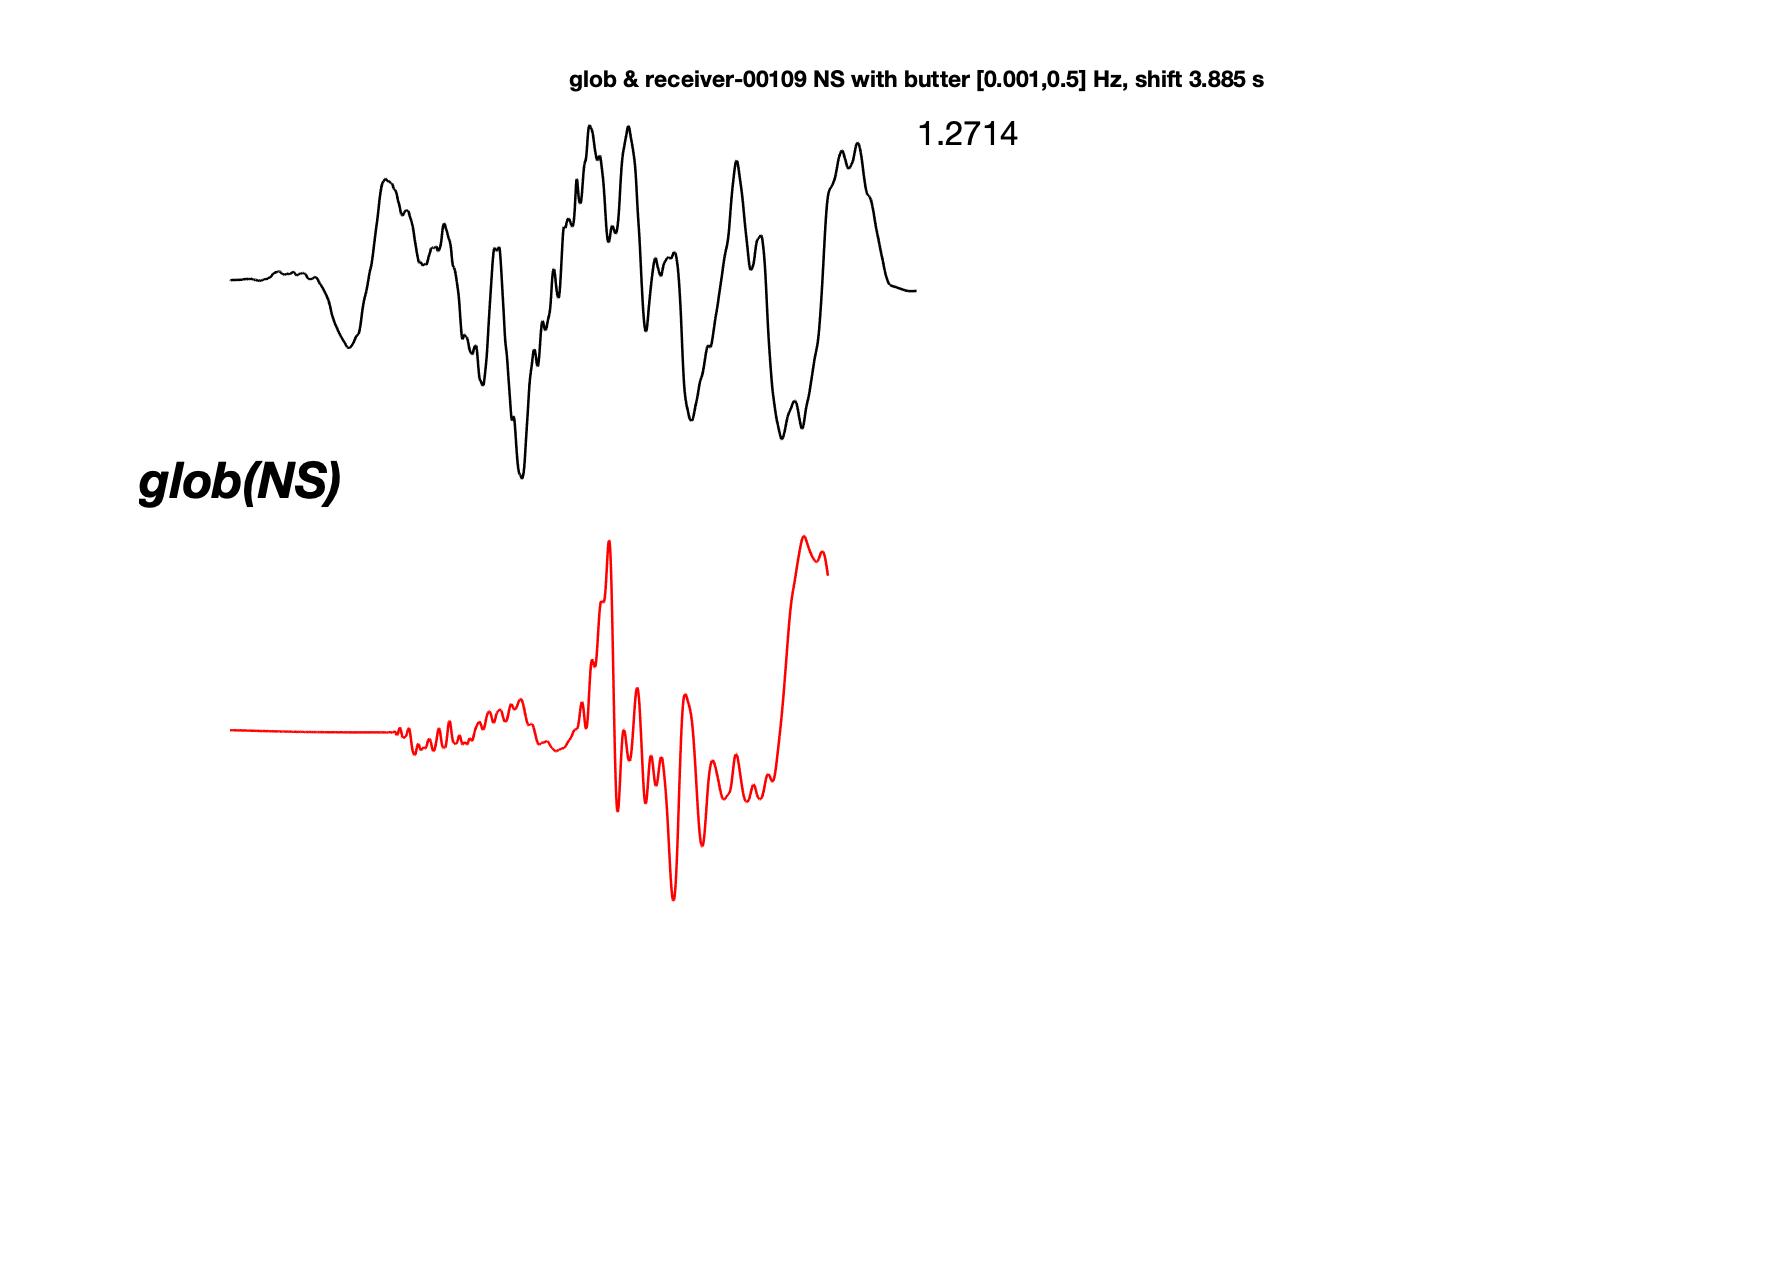 glob & receiver-00109 NS with butter [0.001,0.5] Hz, shift 3.885 s
1.2714
glob(NS)